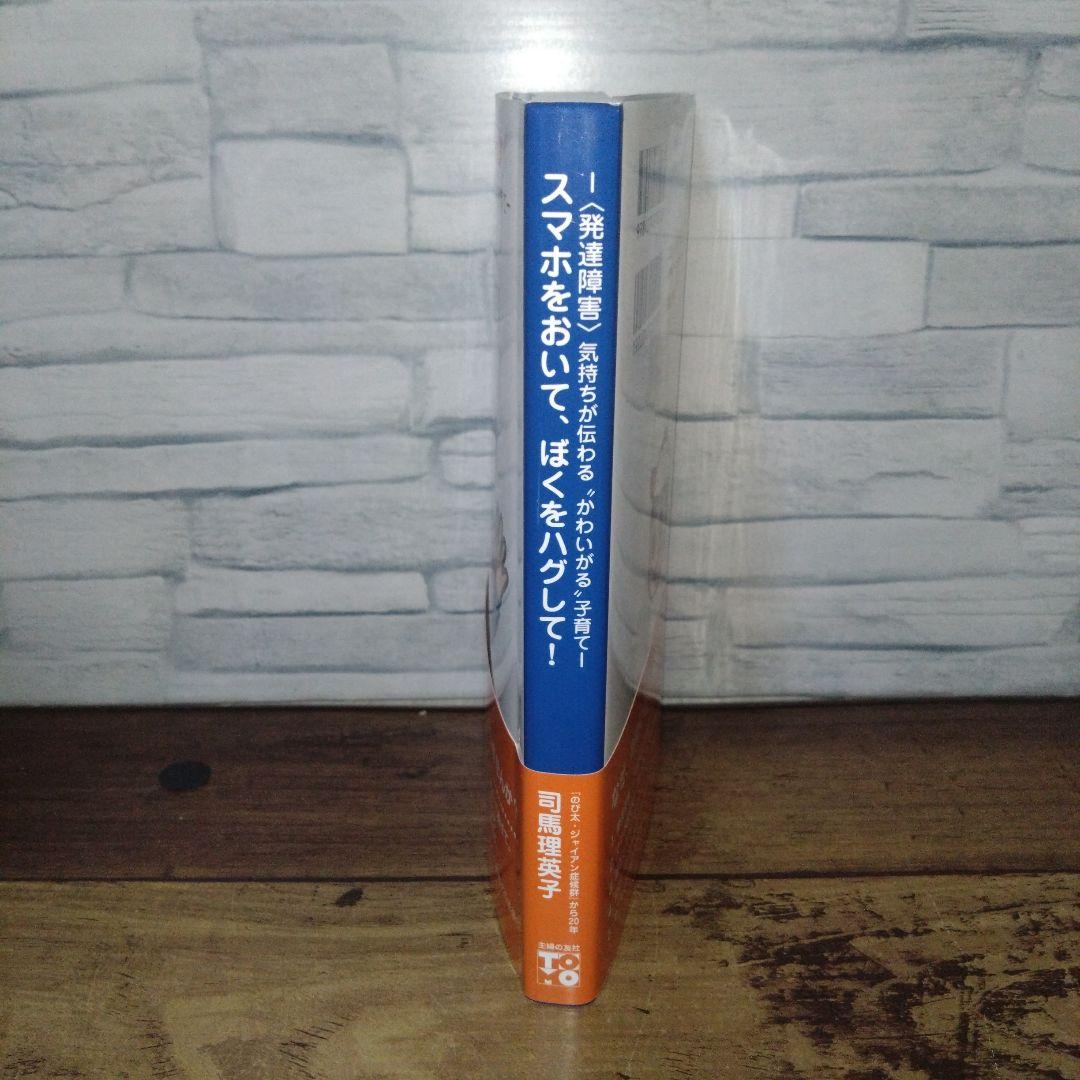 ー〈発達障害〉気持ちが伝わる〝かわいがる〟子育てー
スマホをおいて、ぼくをハグして！
「のび太・ジャイアン症候群」から20年
司馬理英子
主婦の友社